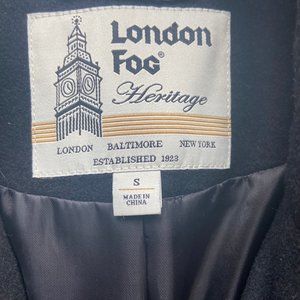 London
Fog®
Heritage
LONDON BALTIMORE NEW YORK
ESTABLISHED 1923
S
MADE IN
CHINA